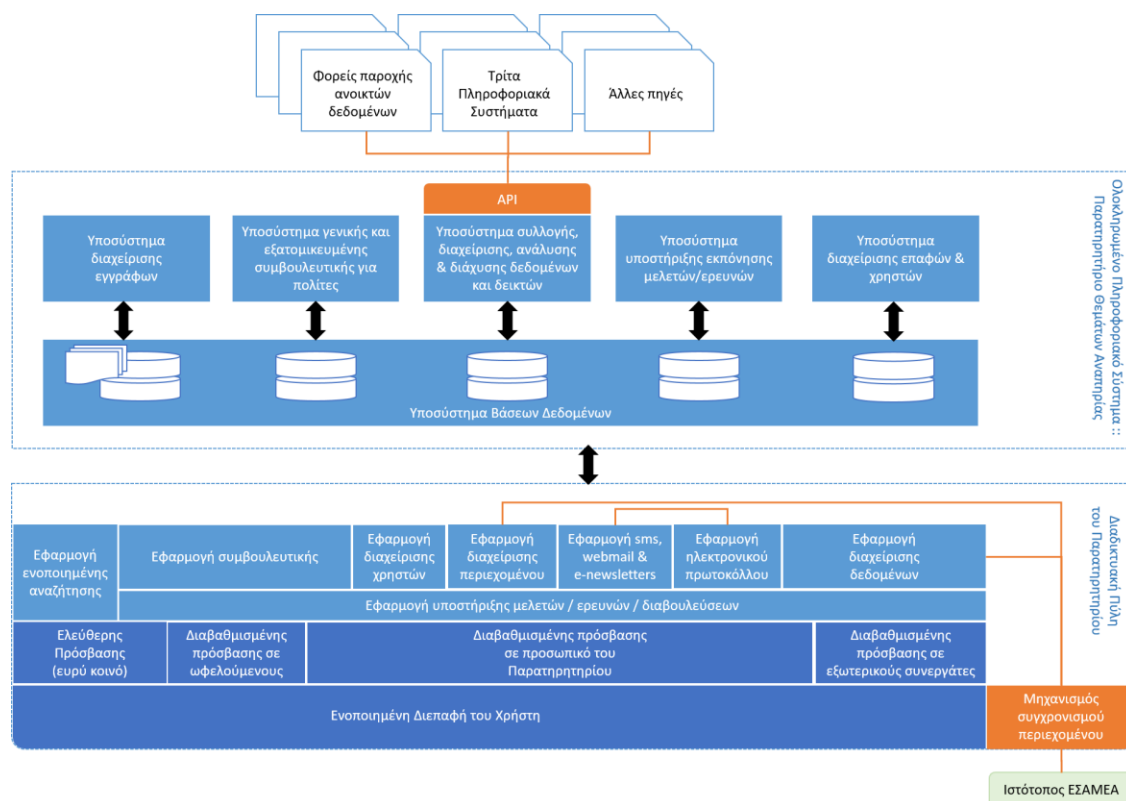 Φορείς παροχής
ανοικτών
δεδομένων
Τρίτα
Πληροφοριακά
Συστήματα
Άλλες πηγές
API
Υποσύστημα
διαχείρισης
εγγράφων
Υποσύστημα γενικής και
εξατομικευμένης
συμβουλευτικής για
πολίτες
Υποσύστημα συλλογής,
διαχείρισης, ανάλυσης
& διάχυσης δεδομένων
και δεικτών
Υποσύστημα
υποστήριξης εκπόνησης
μελετών/ερευνών
Υποσύστημα
διαχείρισης επαφών &
χρηστών
Υποσύστημα Βάσεων Δεδομένων
Ολοκληρωμένο Πληροφοριακό Σύστημα ::
Παρατηρητήριο Θεμάτων Αναπηρίας
Εφαρμογή
ενοποιημένης
αναζήτησης
Εφαρμογή συμβουλευτικής
Εφαρμογή
διαχείρισης
χρηστών
Εφαρμογή
διαχείρισης
περιεχομένου
Εφαρμογή sms,
webmail &
e-newsletters
Εφαρμογή
ηλεκτρονικού
πρωτοκόλλου
Εφαρμογή
διαχείρισης
δεδομένων
Εφαρμογή υποστήριξης μελετών / ερευνών / διαβουλεύσεων
Διαδικτυακή Πύλη
του Παρατηρητηρίου
Ελεύθερης
Πρόσβασης
(ευρύ κοινό)
Διαβαθμισμένης
πρόσβασης σε
ωφελούμενους
Διαβαθμισμένης πρόσβασης
σε προσωπικό του
Παρατηρητηρίου
Διαβαθμισμένης
πρόσβασης σε
εξωτερικούς συνεργάτες
Ενοποιημένη Διεπαφή του Χρήστη
Μηχανισμός
συγχρονισμού
περιεχομένου
Ιστότοπος ΕΣΑΜΕΑ